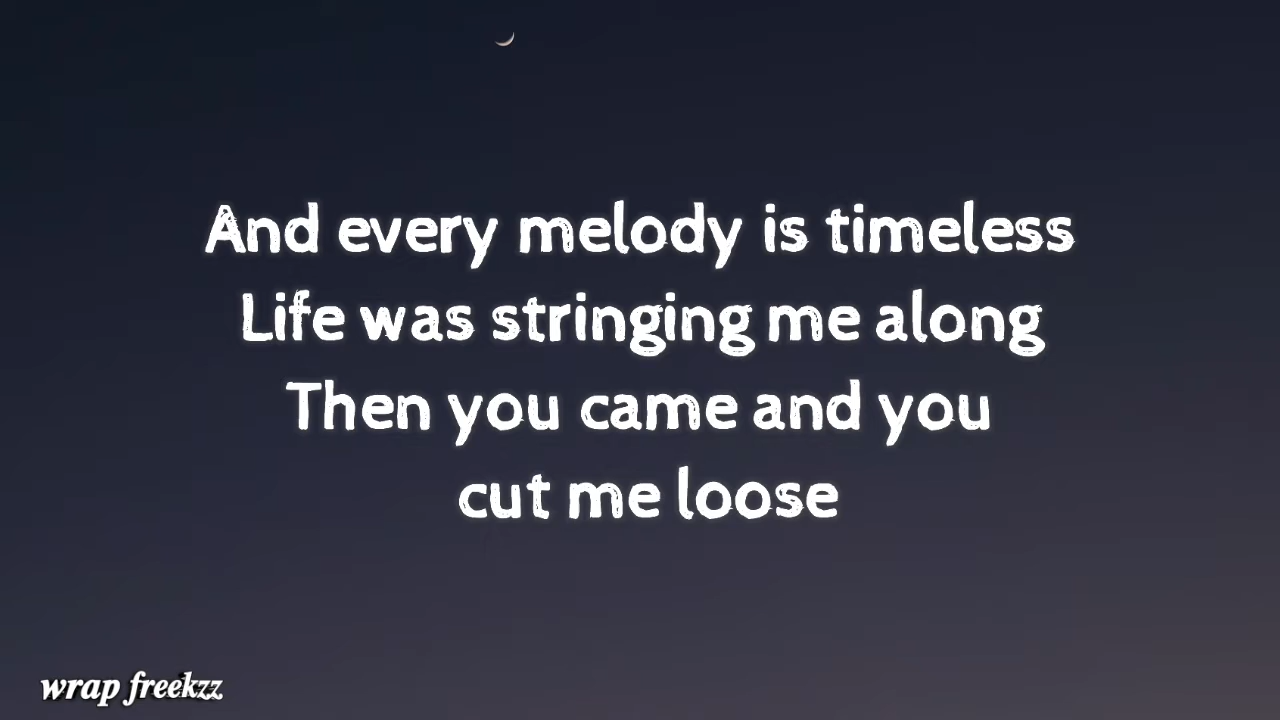 And every melody is timeless
Life was stringing me along
Then you came and you
cut me loose
wrap freekzz